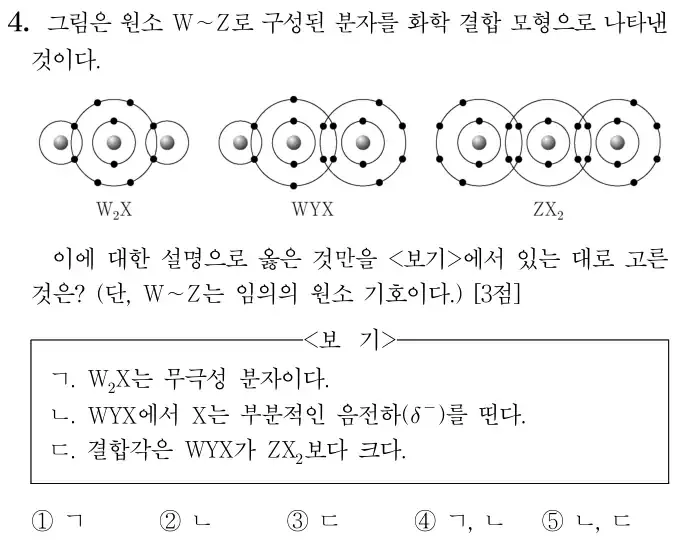 4. 그림은 원소 W~Z로 구성된 분자를 화학 결합 모형으로 나타낸
것이다.
W₂X WYX ZX₂
이에 대한 설명으로 옳은 것만을 <보기>에서 있는 대로 고른
것은? (단, W~Z는 임의의 원소 기호이다.) [3점]
<보 기>
ㄱ. W₂X는 무극성 분자이다.
ㄴ. WYX에서 X는 부분적인 음전하(δ⁻)를 띤다.
ㄷ. 결합각은 WYX가 ZX₂보다 크다.
① ㄱ ② ㄴ ③ ㄷ ④ ㄱ, ㄴ ⑤ ㄴ, ㄷ